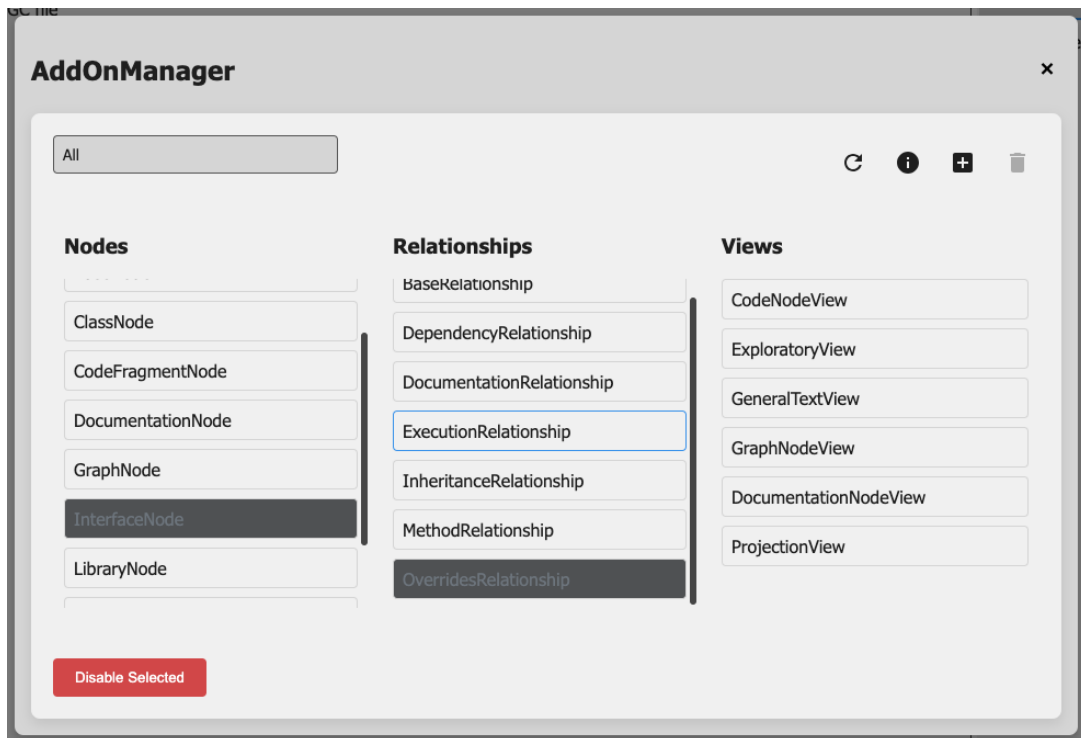 GC file
AddOnManager
All
Nodes
ClassNode
CodeFragmentNode
DocumentationNode
GraphNode
InterfaceNode
LibraryNode
Relationships
BaseRelationship
DependencyRelationship
DocumentationRelationship
ExecutionRelationship
InheritanceRelationship
MethodRelationship
OverridesRelationship
Views
CodeNodeView
ExploratoryView
GeneralTextView
GraphNodeView
DocumentationNodeView
ProjectionView
Disable Selected